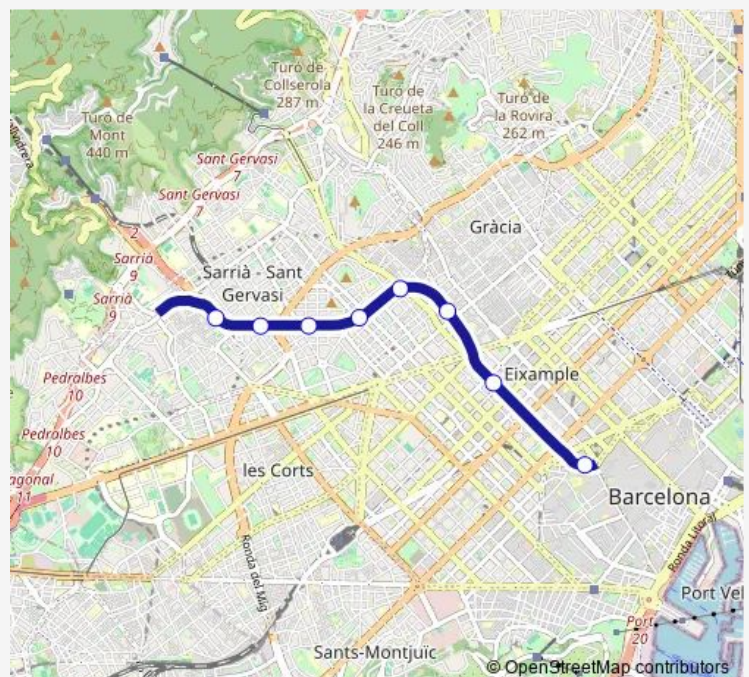 Turó de
Collserola
287 m
Turó de
la Creueta
del Coll
246 m
Turó de
la Rovira
262 m
Turó de
Mont
440 m
Sant Gervasi
7
Sant Gervasi
7
2
Gràcia
Sarrià
9
Sarrià - Sant
Gervasi
Sarrià
9
Pedralbes
10
Eixample
Pedralbes
10
les Corts
11
Barcelona
Ronda Litoral
Ronda del Mig
Port Vel
Port
20
Sants-Montjuïc
© OpenStreetMap contributors